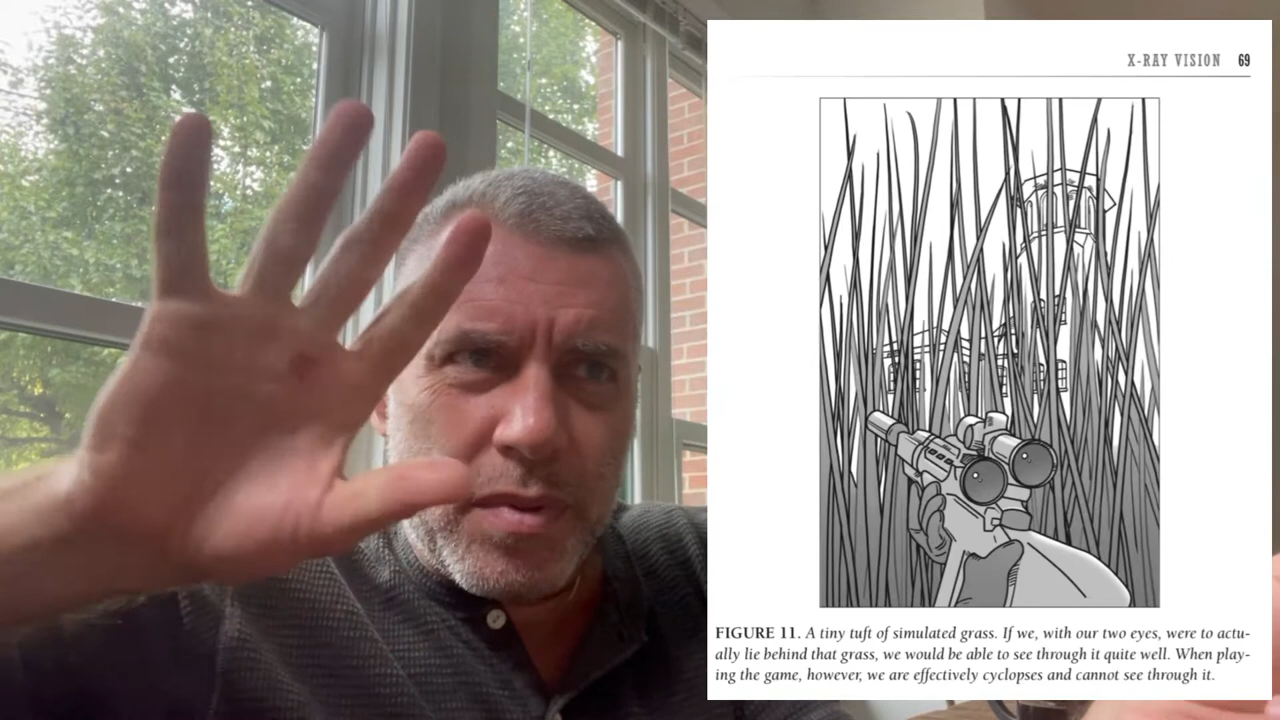 X-RAY VISION 69
FIGURE 11. A tiny tuft of simulated grass. If we, with our two eyes, were to actu-
ally lie behind that grass, we would be able to see through it quite well. When play-
ing the game, however, we are effectively cyclopses and cannot see through it.